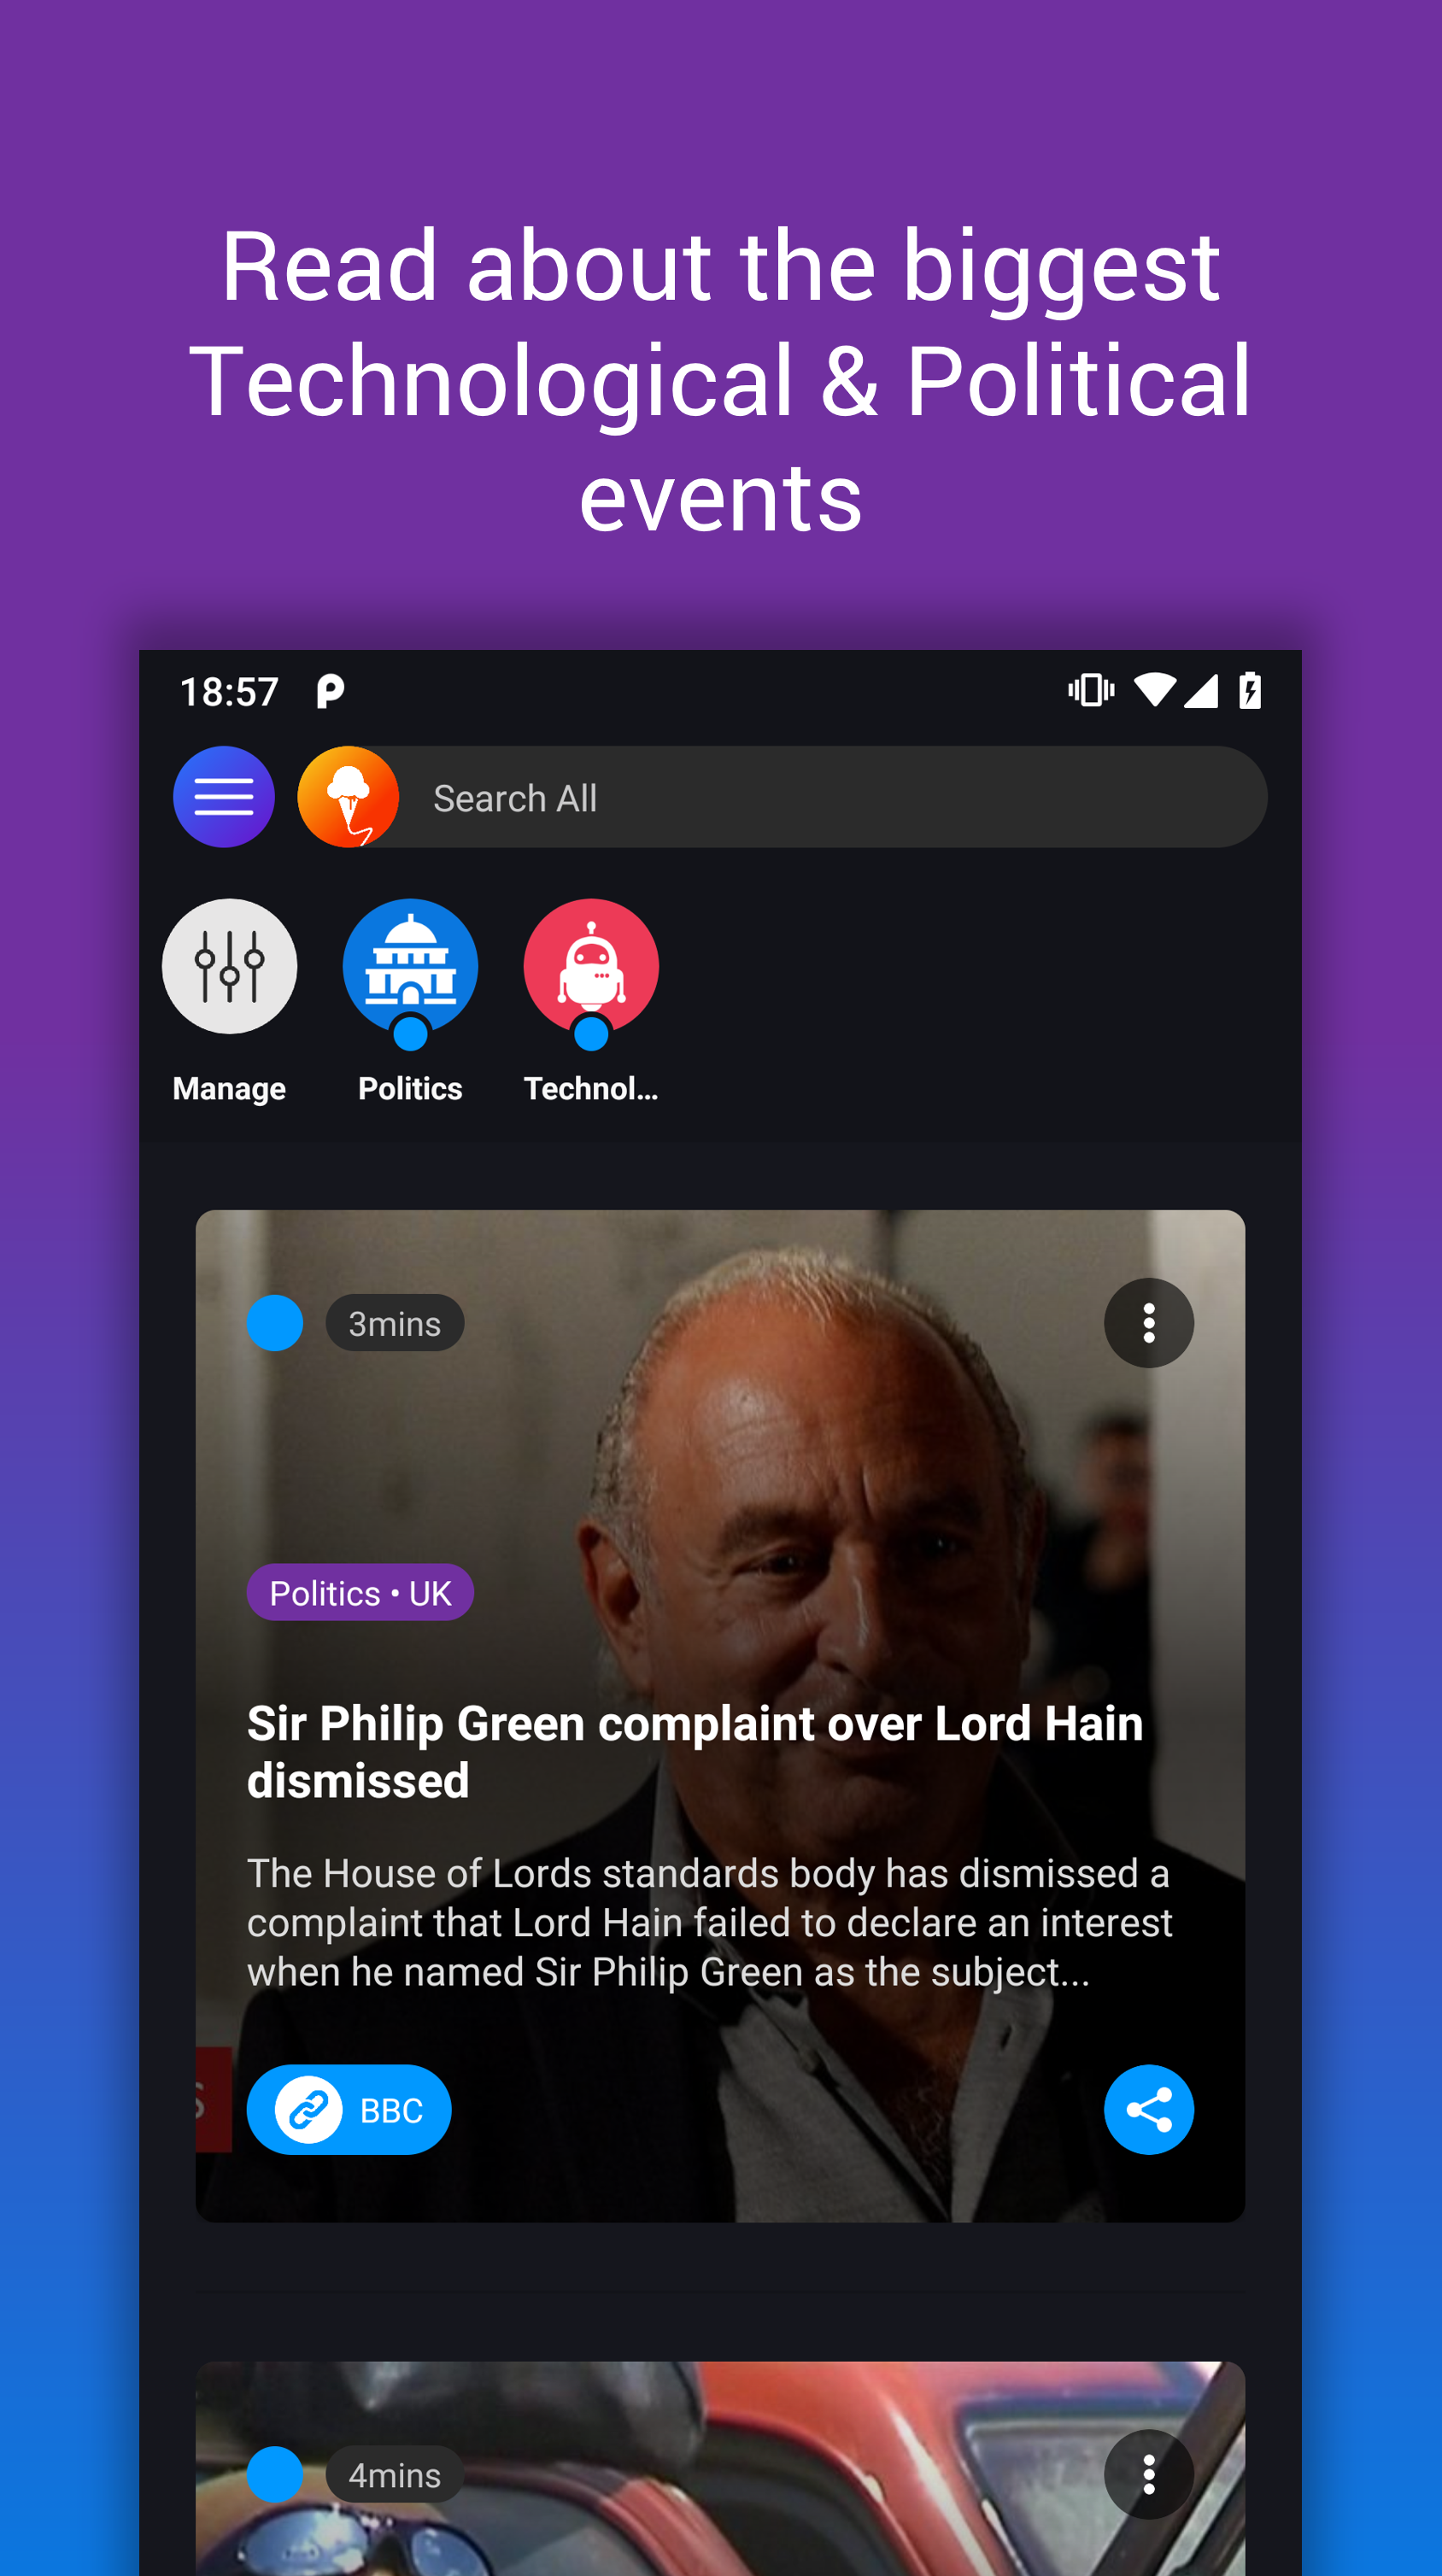 Read about the biggest
Technological & Political
events
18:57
Search All
Manage
Politics
Technol...
3mins
Politics • UK
Sir Philip Green complaint over Lord Hain
dismissed
The House of Lords standards body has dismissed a
complaint that Lord Hain failed to declare an interest
when he named Sir Philip Green as the subject...
S
BBC
4mins